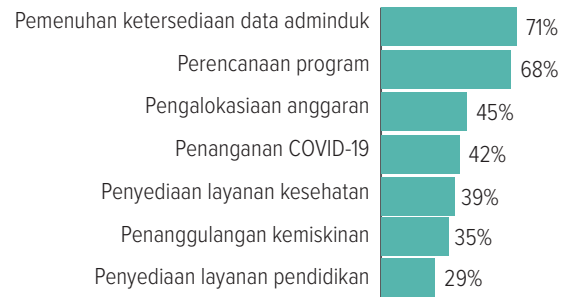 Pemenuhan ketersediaan data adminduk 71%
Perencanaan program 68%
Pengalokasiaan anggaran 45%
Penanganan COVID-19 42%
Penyediaan layanan kesehatan 39%
Penanggulangan kemiskinan 35%
Penyediaan layanan pendidikan 29%